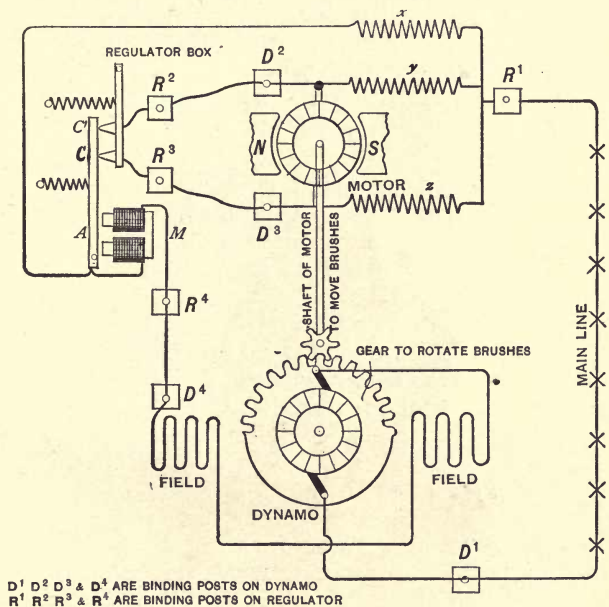 x
REGULATOR BOX
D²
R²
y
R¹
C'
N
S
C
R³
MOTOR
z
D³
A
M
SHAFT OF MOTOR
TO MOVE BRUSHES
R⁴
MAIN LINE
GEAR TO ROTATE BRUSHES
D⁴
FIELD
FIELD
DYNAMO
D¹
D¹ D² D³ & D⁴ ARE BINDING POSTS ON DYNAMO
R¹ R² R³ & R⁴ ARE BINDING POSTS ON REGULATOR